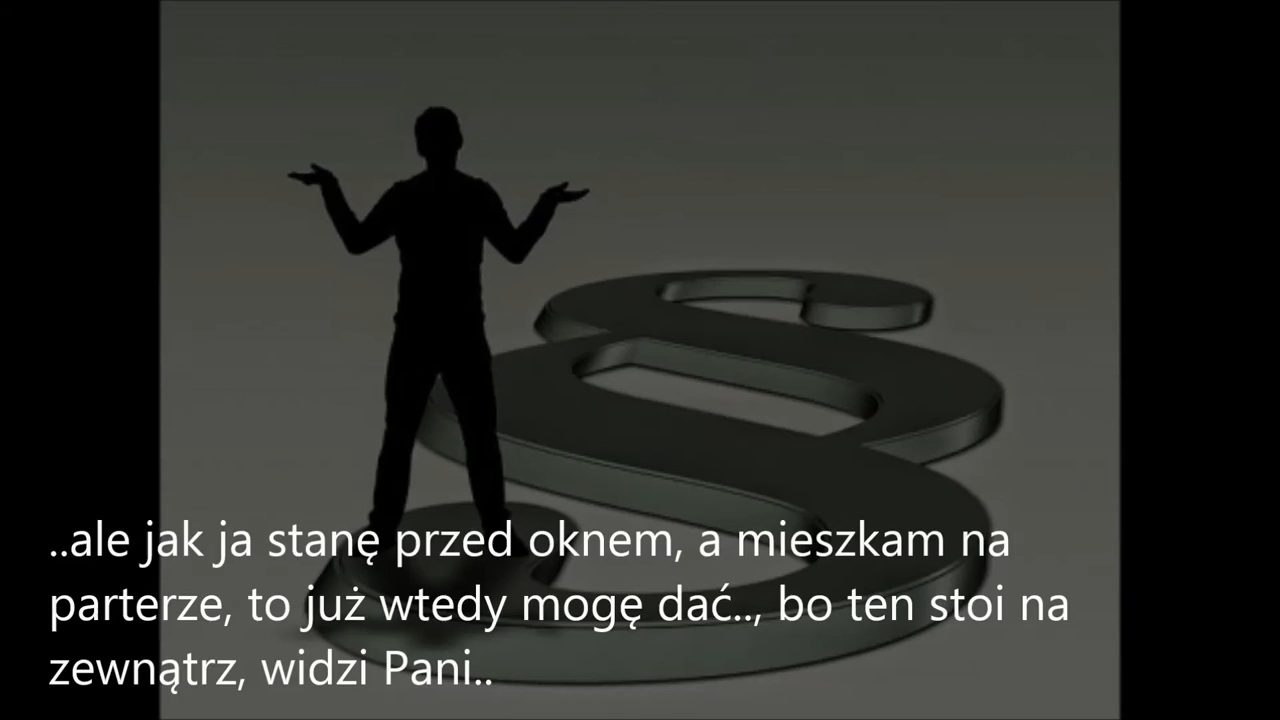 ..ale jak ja stanę przed oknem, a mieszkam na
parterze, to już wtedy mogę dać.., bo ten stoi na
zewnątrz, widzi Pani..